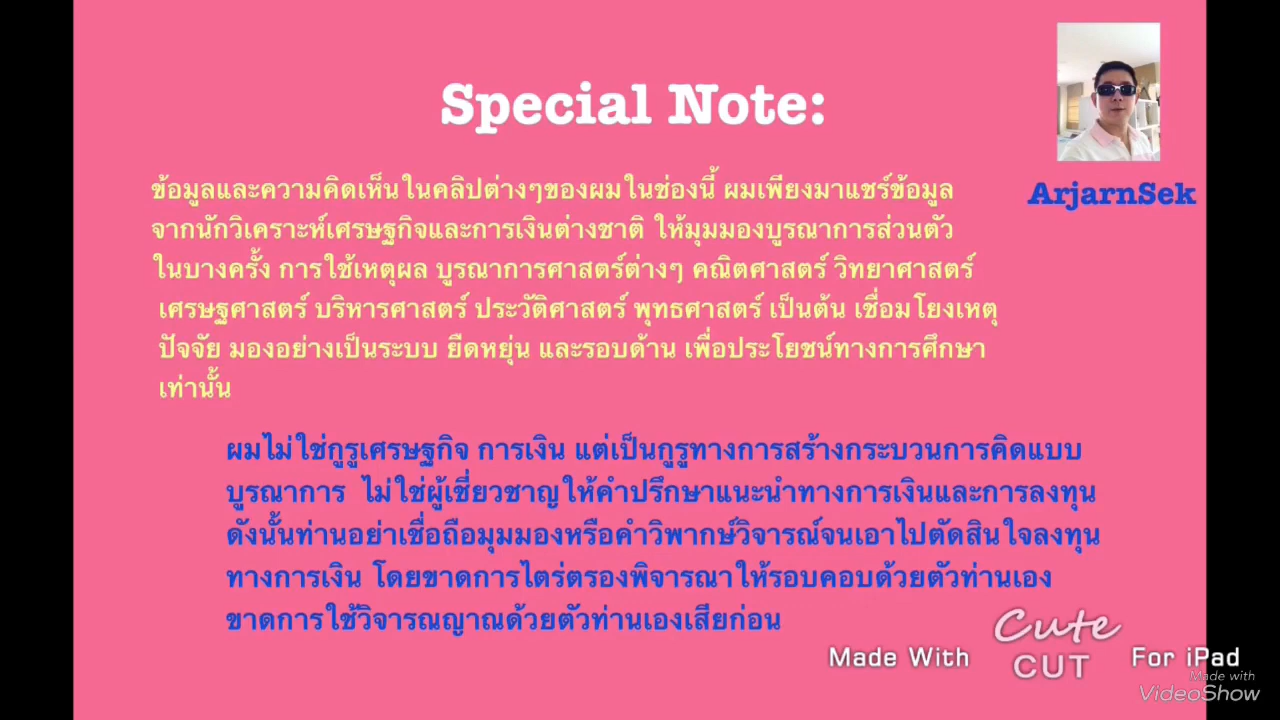 Special Note:
ArjarnSek
ข้อมูลและความคิดเห็นในคลิปต่างๆของผมในช่องนี้ ผมเพียงมาแชร์ข้อมูล
จากนักวิเคราะห์เศรษฐกิจและการเงินต่างชาติ ให้มุมมองบูรณาการส่วนตัว
ในบางครั้ง การใช้เหตุผล บูรณาการศาสตร์ต่างๆ คณิตศาสตร์ วิทยาศาสตร์
เศรษฐศาสตร์ บริหารศาสตร์ ประวัติศาสตร์ พุทธศาสตร์ เป็นต้น เชื่อมโยงเหตุ
ปัจจัย มองอย่างเป็นระบบ ยืดหยุ่น และรอบด้าน เพื่อประโยชน์ทางการศึกษา
เท่านั้น
ผมไม่ใช่กูรูเศรษฐกิจ การเงิน แต่เป็นกูรูทางการสร้างกระบวนการคิดแบบ
บูรณาการ ไม่ใช่ผู้เชี่ยวชาญให้คำปรึกษาแนะนำทางการเงินและการลงทุน
ดังนั้นท่านอย่าเชื่อถือมุมมองหรือคำวิพากษ์วิจารณ์จนเอาไปตัดสินใจลงทุน
ทางการเงิน โดยขาดการไตร่ตรองพิจารณาให้รอบคอบด้วยตัวท่านเอง
ขาดการใช้วิจารณญาณด้วยตัวท่านเองเสียก่อน
Made With Cute CUT For iPad
Made with
VideoShow